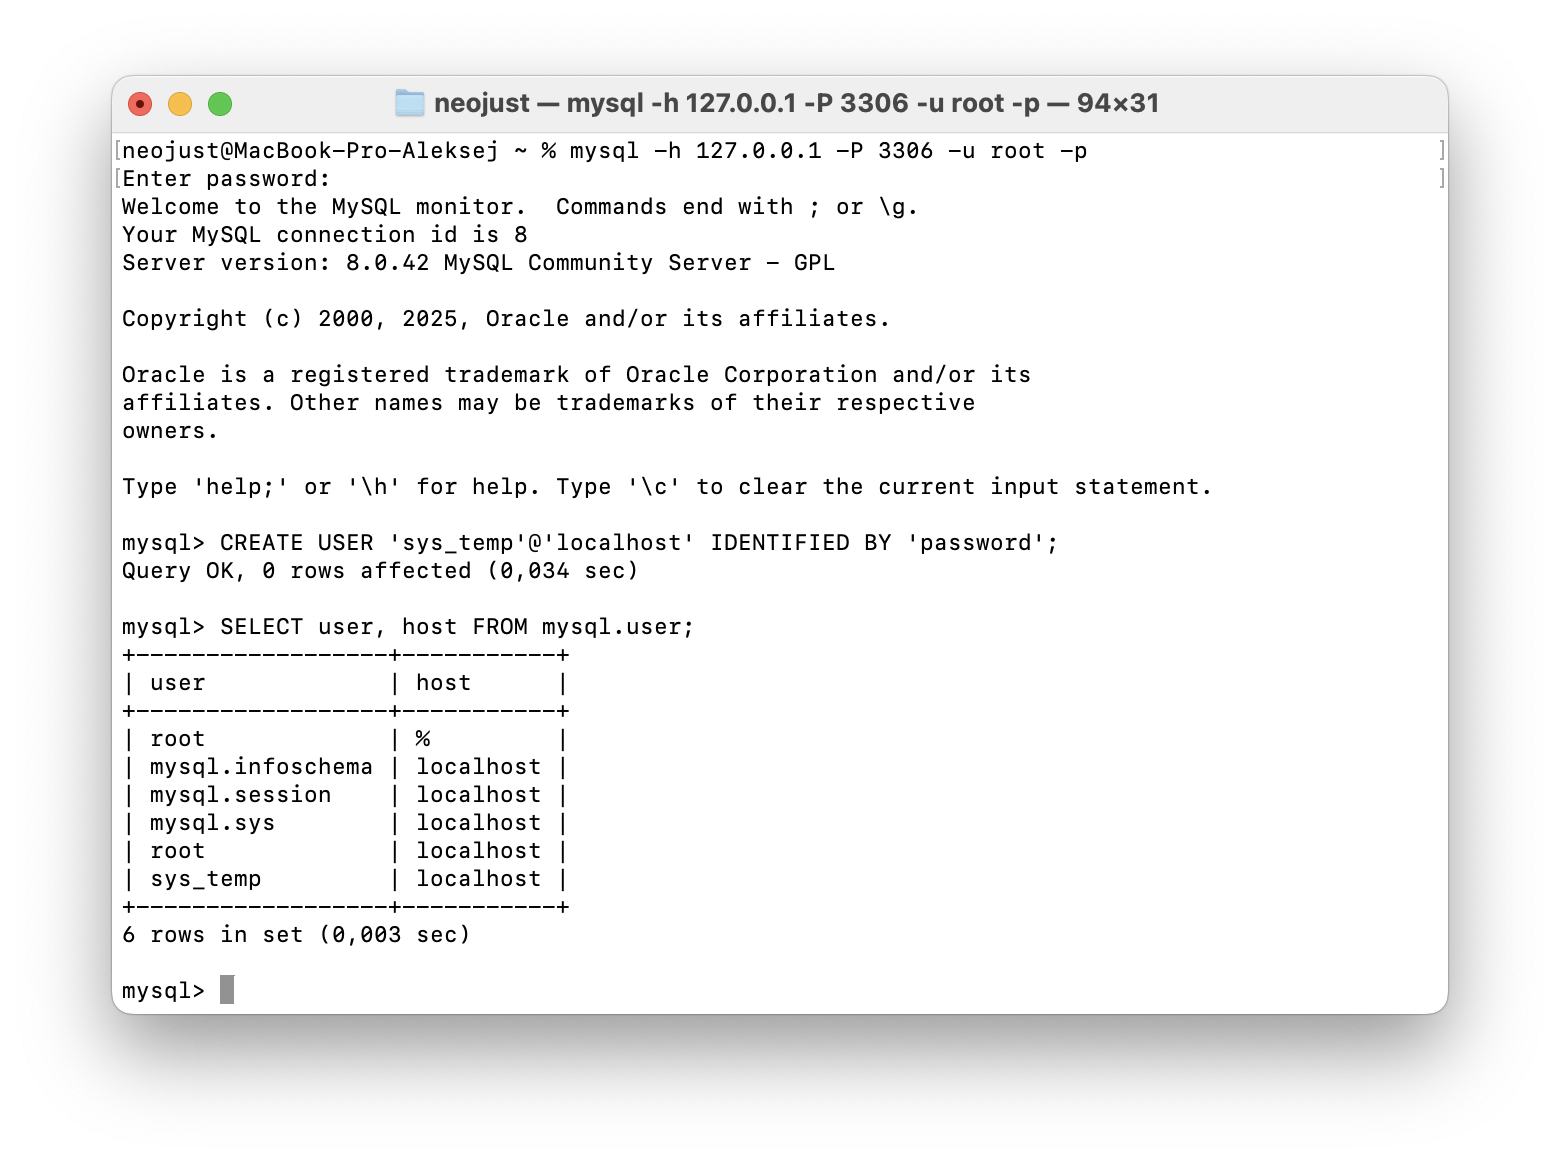 neojust — mysql -h 127.0.0.1 -P 3306 -u root -p — 94×31
[neojust@MacBook-Pro-Aleksej ~ % mysql -h 127.0.0.1 -P 3306 -u root -p ]
[Enter password: ]
Welcome to the MySQL monitor.  Commands end with ; or \g.
Your MySQL connection id is 8
Server version: 8.0.42 MySQL Community Server - GPL
Copyright (c) 2000, 2025, Oracle and/or its affiliates.
Oracle is a registered trademark of Oracle Corporation and/or its
affiliates. Other names may be trademarks of their respective
owners.
Type 'help;' or '\h' for help. Type '\c' to clear the current input statement.
mysql> CREATE USER 'sys_temp'@'localhost' IDENTIFIED BY 'password';
Query OK, 0 rows affected (0,034 sec)
mysql> SELECT user, host FROM mysql.user;
+------------------+-----------+
| user             | host      |
+------------------+-----------+
| root             | %         |
| mysql.infoschema | localhost |
| mysql.session    | localhost |
| mysql.sys        | localhost |
| root             | localhost |
| sys_temp         | localhost |
+------------------+-----------+
6 rows in set (0,003 sec)
mysql>